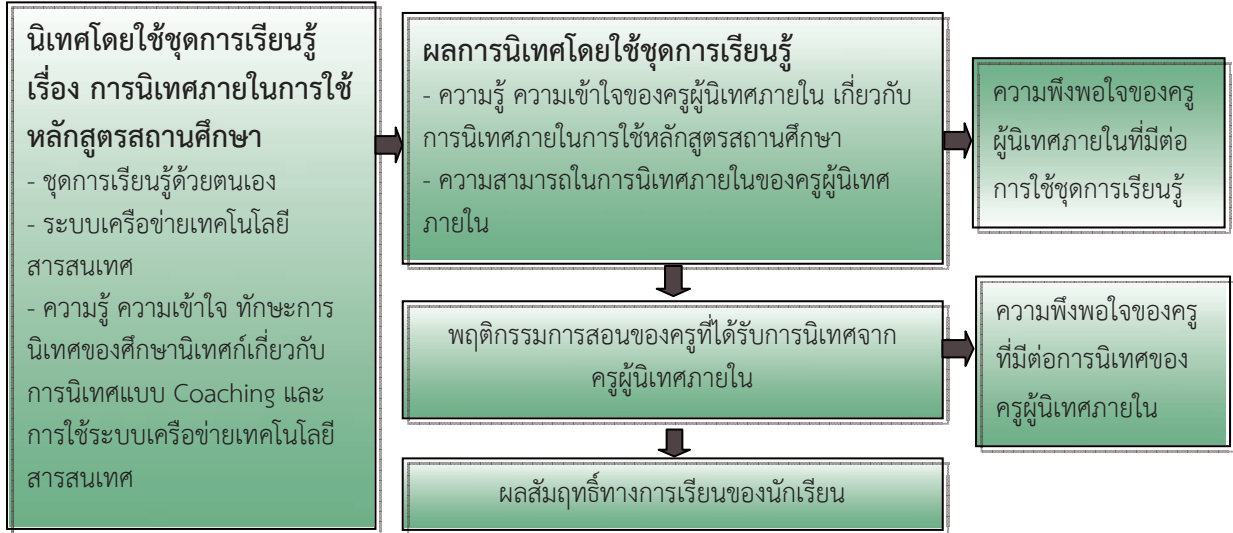 นิเทศโดยใช้ชุดการเรียนรู้
เรื่อง การนิเทศภายในการใช้
หลักสูตรสถานศึกษา
- ชุดการเรียนรู้ด้วยตนเอง
- ระบบเครือข่ายเทคโนโลยี
สารสนเทศ
- ความรู้ ความเข้าใจ ทักษะการ
นิเทศของศึกษานิเทศก์เกี่ยวกับ
การนิเทศแบบ Coaching และ
การใช้ระบบเครือข่ายเทคโนโลยี
สารสนเทศ
ผลการนิเทศโดยใช้ชุดการเรียนรู้
- ความรู้ ความเข้าใจของครูผู้นิเทศภายใน เกี่ยวกับ
การนิเทศภายในการใช้หลักสูตรสถานศึกษา
- ความสามารถในการนิเทศภายในของครูผู้นิเทศ
ภายใน
ความพึงพอใจของครู
ผู้นิเทศภายในที่มีต่อ
การใช้ชุดการเรียนรู้
พฤติกรรมการสอนของครูที่ได้รับการนิเทศจาก
ครูผู้นิเทศภายใน
ความพึงพอใจของครู
ที่มีต่อการนิเทศของ
ครูผู้นิเทศภายใน
ผลสัมฤทธิ์ทางการเรียนของนักเรียน